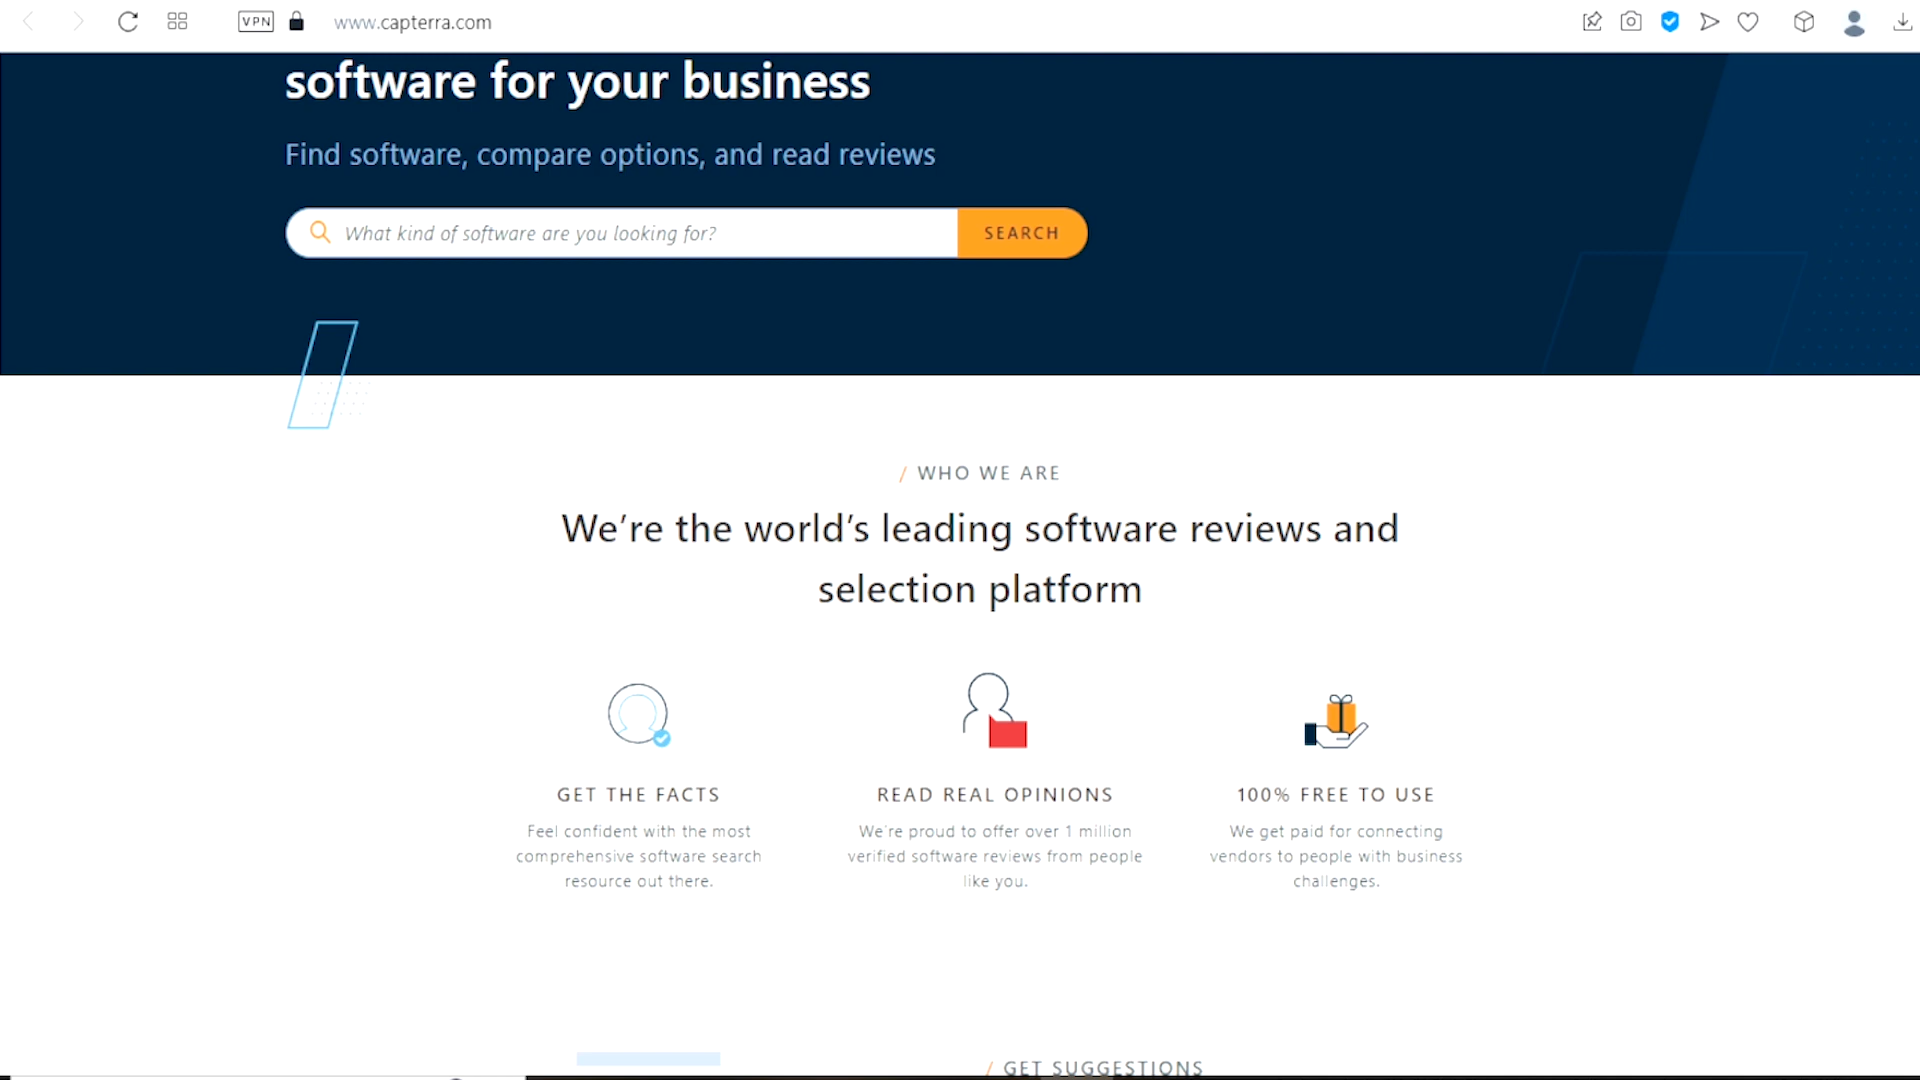 VPN
www.capterra.com
software for your business
Find software, compare options, and read reviews
What kind of software are you looking for?
SEARCH
/ WHO WE ARE
We’re the world’s leading software reviews and
selection platform
GET THE FACTS
Feel confident with the most
comprehensive software search
resource out there.
READ REAL OPINIONS
We're proud to offer over 1 million
verified software reviews from people
like you.
100% FREE TO USE
We get paid for connecting
vendors to people with business
challenges.
/ GET SUGGESTIONS